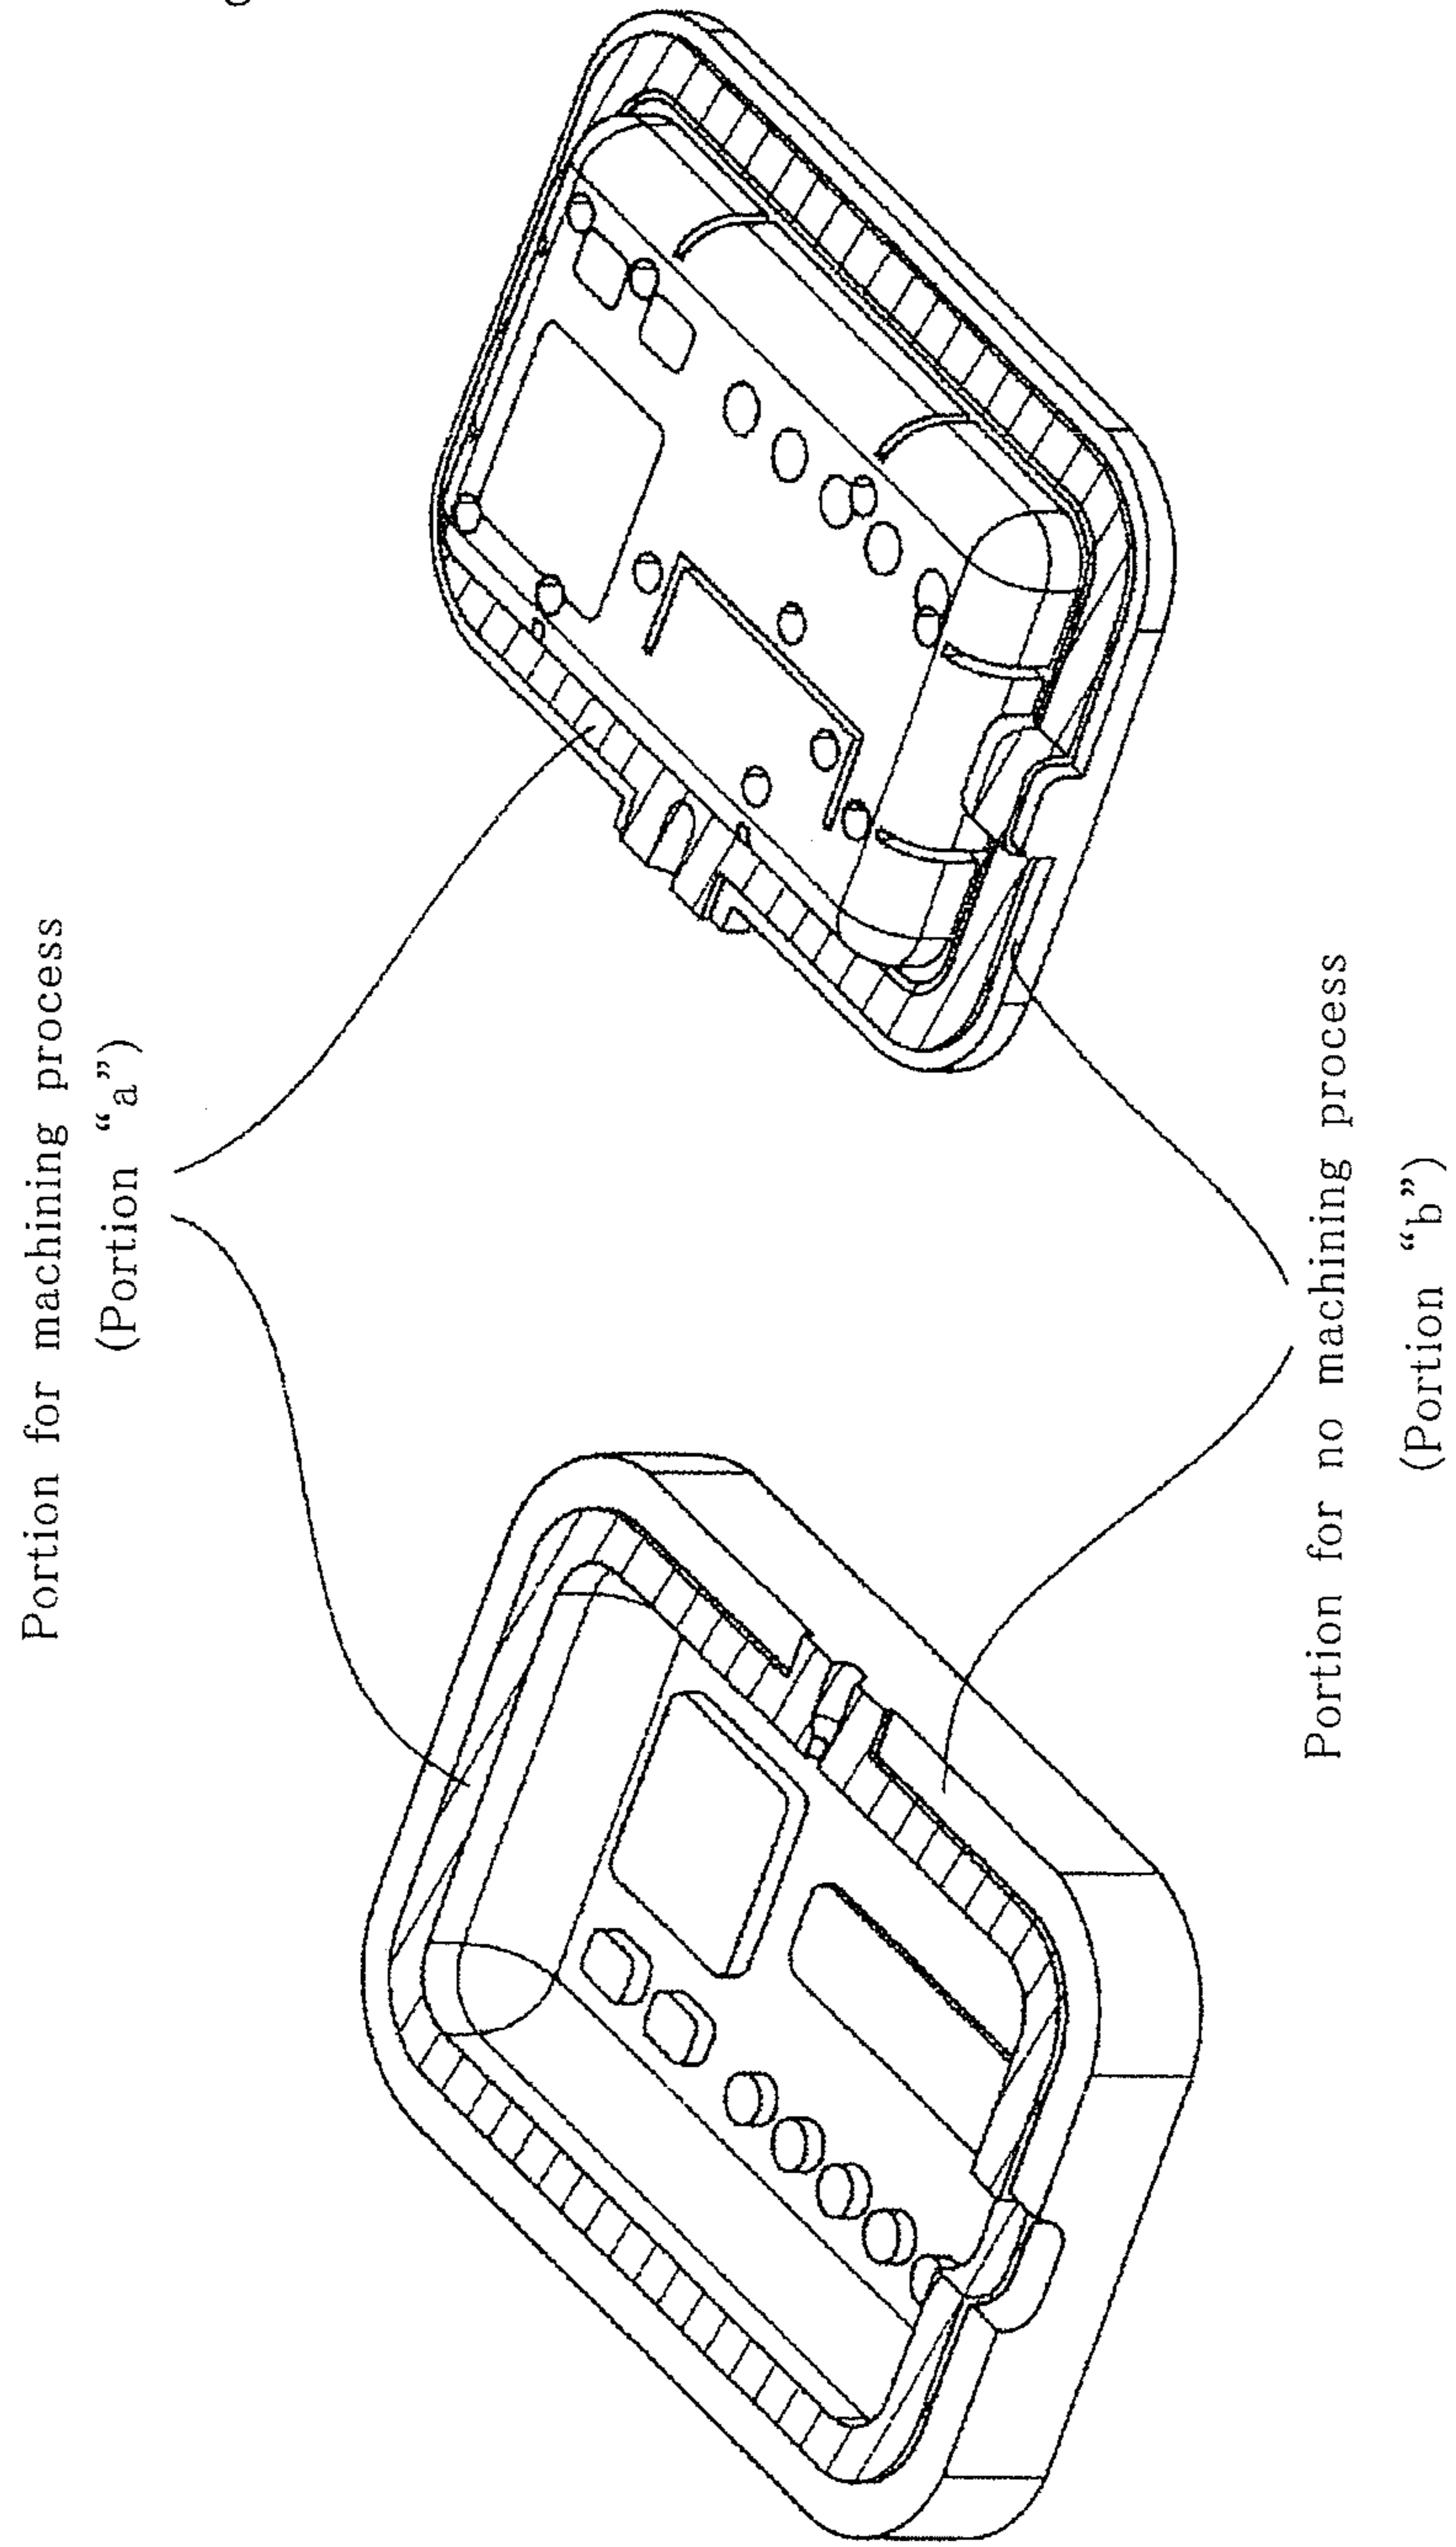 Portion for machining process
(Portion “a”)
Portion for no machining process
(Portion “b”)